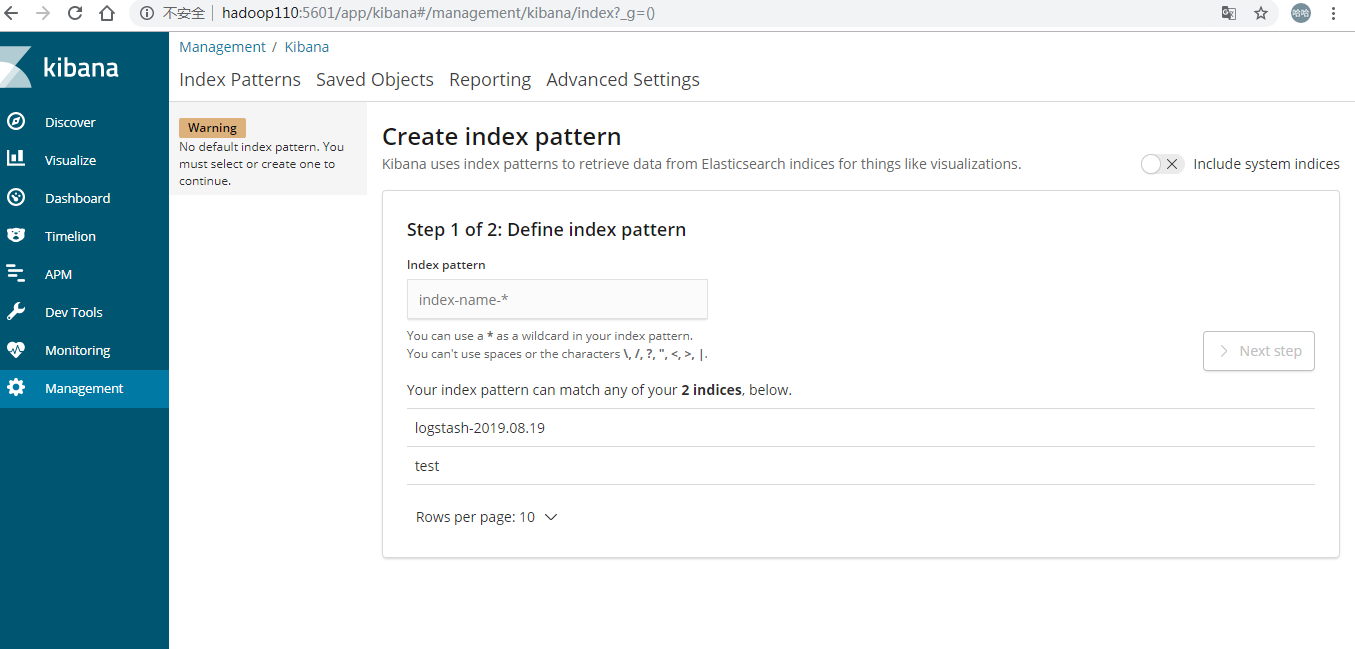 不安全 | hadoop110:5601/app/kibana#/management/kibana/index?_g=()
哈哈
kibana
Discover
Visualize
Dashboard
Timelion
APM
Dev Tools
Monitoring
Management
Management / Kibana
Index Patterns Saved Objects Reporting Advanced Settings
Warning
No default index pattern. You
must select or create one to
continue.
Create index pattern
Kibana uses index patterns to retrieve data from Elasticsearch indices for things like visualizations.
Include system indices
Step 1 of 2: Define index pattern
Index pattern
index-name-*
You can use a * as a wildcard in your index pattern.
You can't use spaces or the characters \, /, ?, ", <, >, |.
Next step
Your index pattern can match any of your 2 indices, below.
logstash-2019.08.19
test
Rows per page: 10